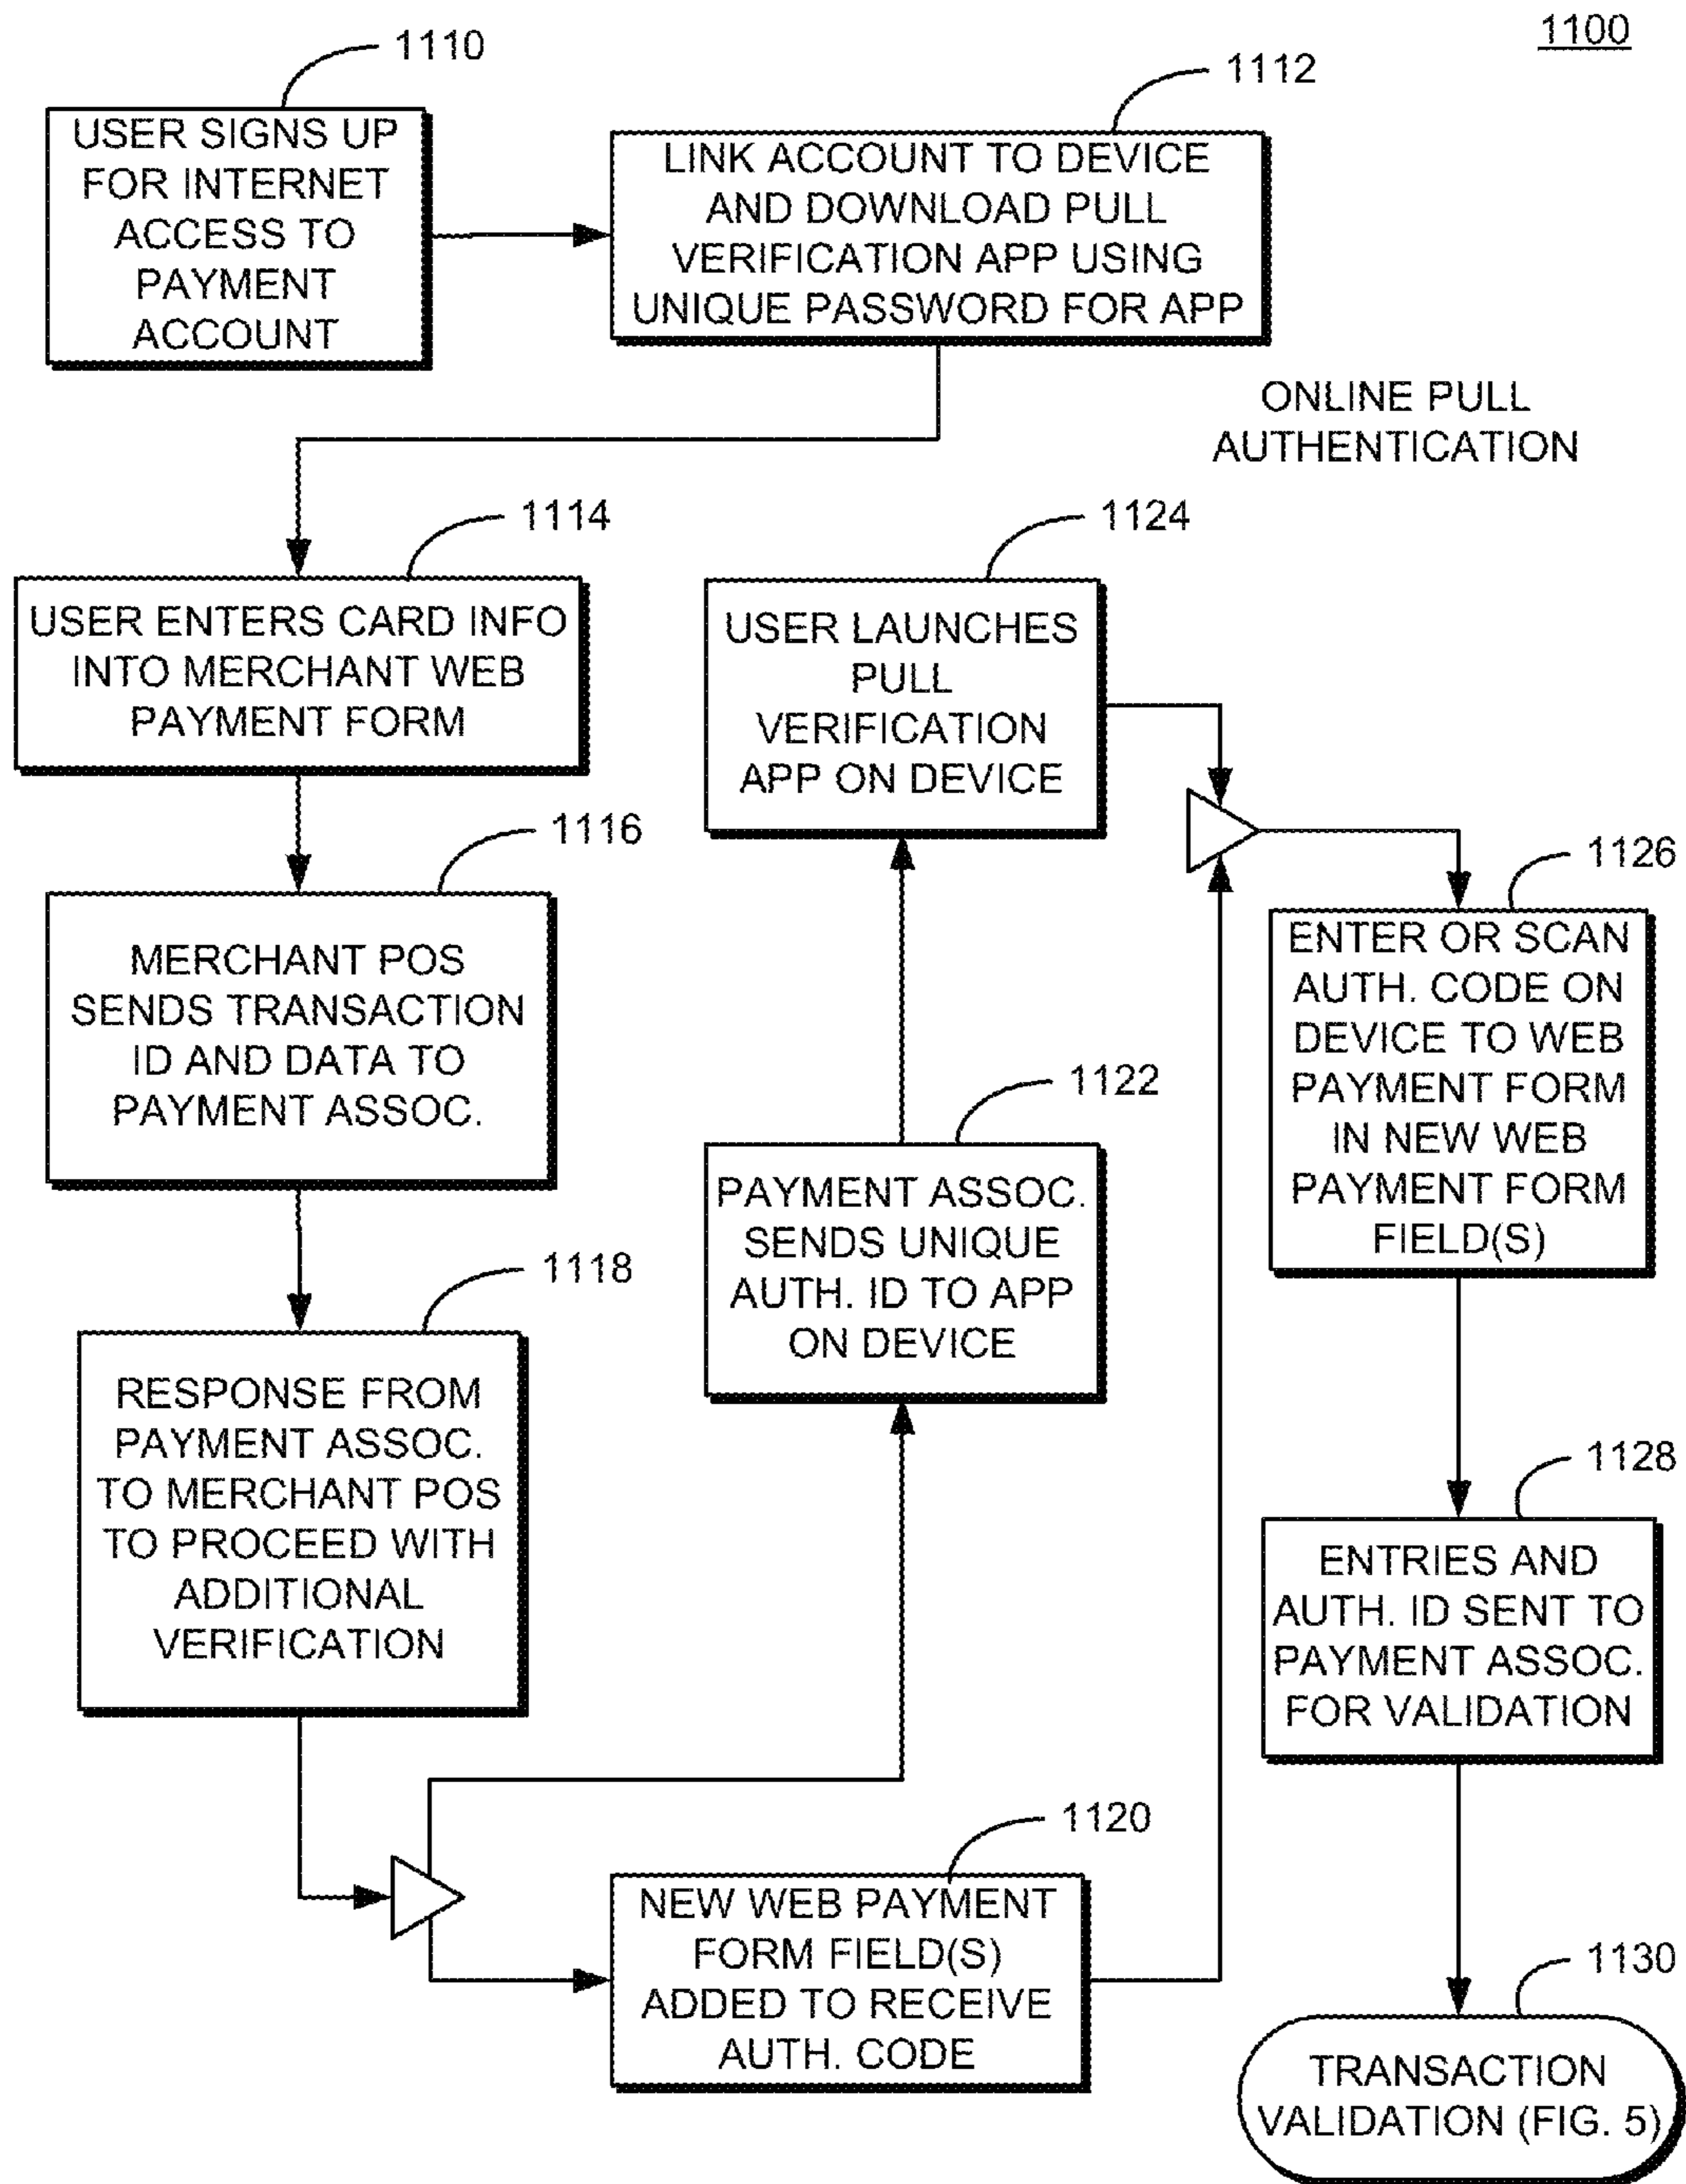 1100
1110
USER SIGNS UP
FOR INTERNET
ACCESS TO
PAYMENT
ACCOUNT
1112
LINK ACCOUNT TO DEVICE
AND DOWNLOAD PULL
VERIFICATION APP USING
UNIQUE PASSWORD FOR APP
ONLINE PULL
AUTHENTICATION
1114
USER ENTERS CARD INFO
INTO MERCHANT WEB
PAYMENT FORM
1116
MERCHANT POS
SENDS TRANSACTION
ID AND DATA TO
PAYMENT ASSOC.
1118
RESPONSE FROM
PAYMENT ASSOC.
TO MERCHANT POS
TO PROCEED WITH
ADDITIONAL
VERIFICATION
1120
NEW WEB PAYMENT
FORM FIELD(S)
ADDED TO RECEIVE
AUTH. CODE
1122
PAYMENT ASSOC.
SENDS UNIQUE
AUTH. ID TO APP
ON DEVICE
1124
USER LAUNCHES
PULL
VERIFICATION
APP ON DEVICE
1126
ENTER OR SCAN
AUTH. CODE ON
DEVICE TO WEB
PAYMENT FORM
IN NEW WEB
PAYMENT FORM
FIELD(S)
1128
ENTRIES AND
AUTH. ID SENT TO
PAYMENT ASSOC.
FOR VALIDATION
1130
TRANSACTION
VALIDATION (FIG. 5)